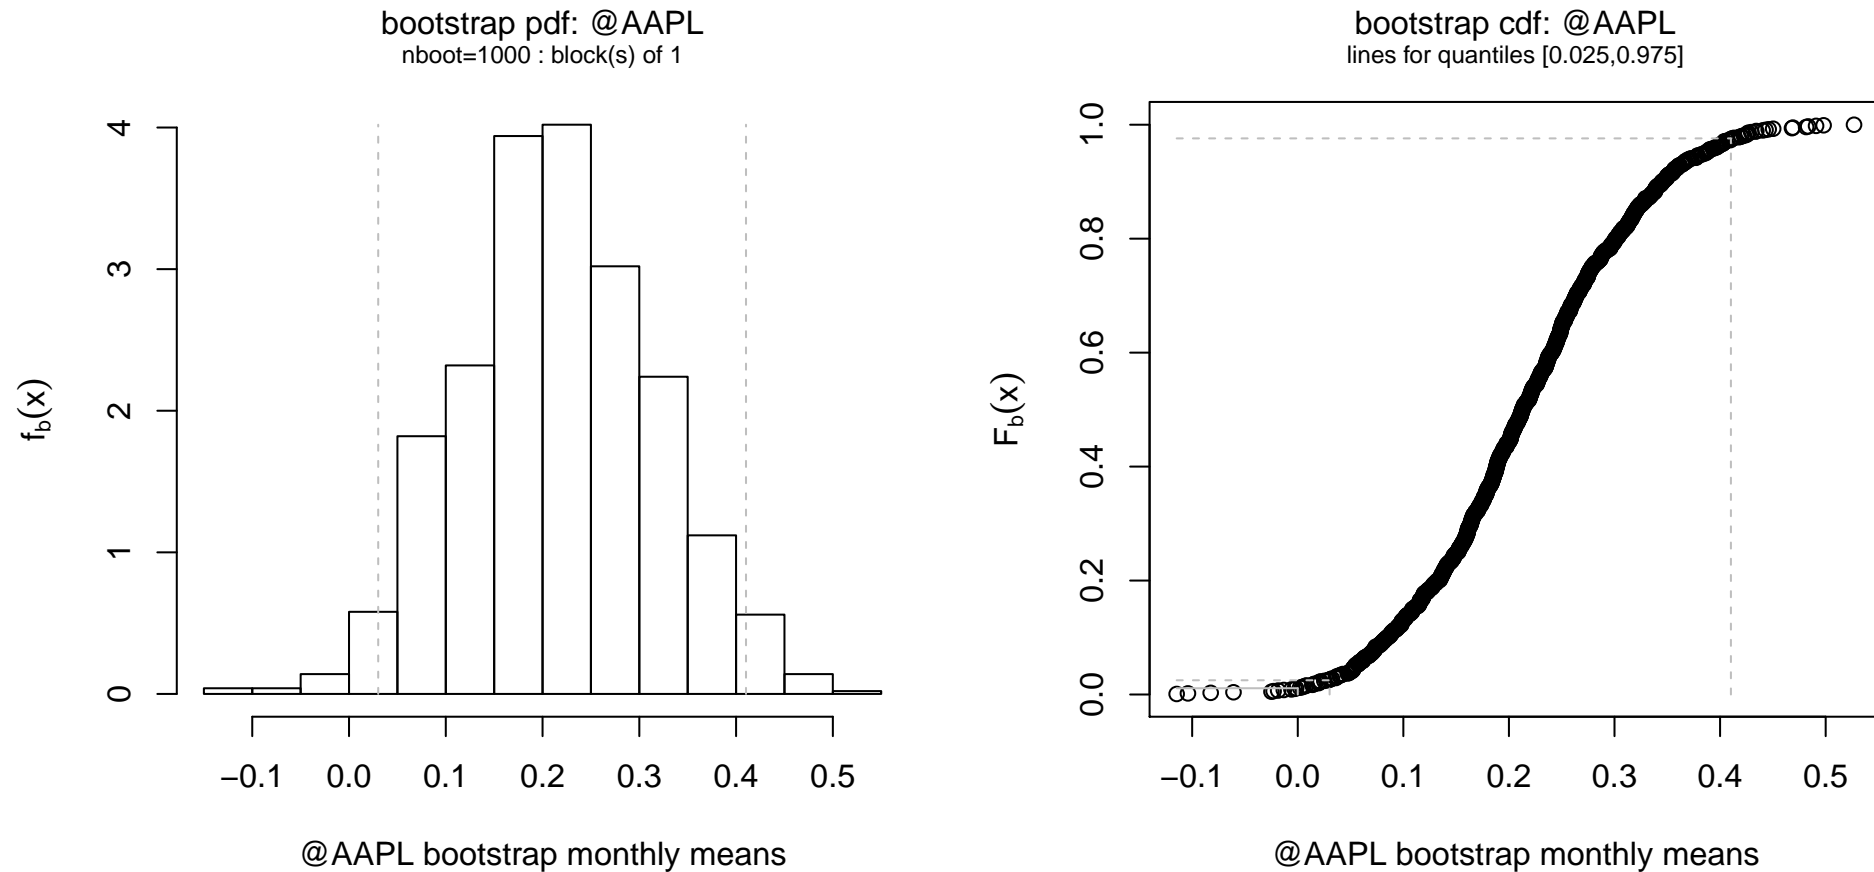 bootstrap pdf: @AAPL
nboot=1000 : block(s) of 1
f_b(x)
4
3
2
1
0
−0.1 0.0 0.1 0.2 0.3 0.4 0.5
@AAPL bootstrap monthly means
bootstrap cdf: @AAPL
lines for quantiles [0.025,0.975]
F_b(x)
1.0
0.8
0.6
0.4
0.2
0.0
−0.1 0.0 0.1 0.2 0.3 0.4 0.5
@AAPL bootstrap monthly means